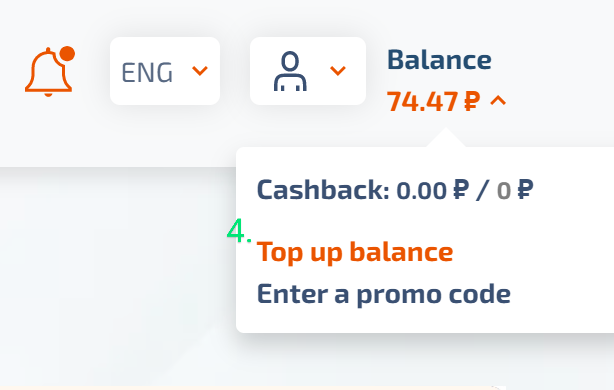 ENG
Balance
74.47 ₽
Cashback: 0.00 ₽ / 0 ₽
4.
Top up balance
Enter a promo code